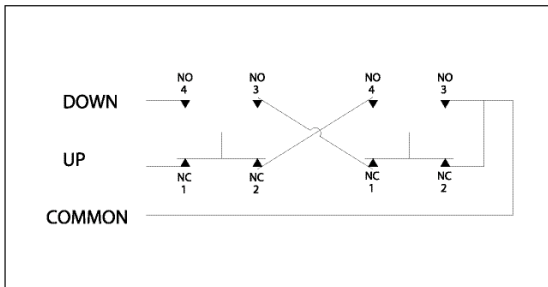 NO NO NO NO
4 3 4 3
DOWN
UP
NC NC NC NC
1 2 1 2
COMMON